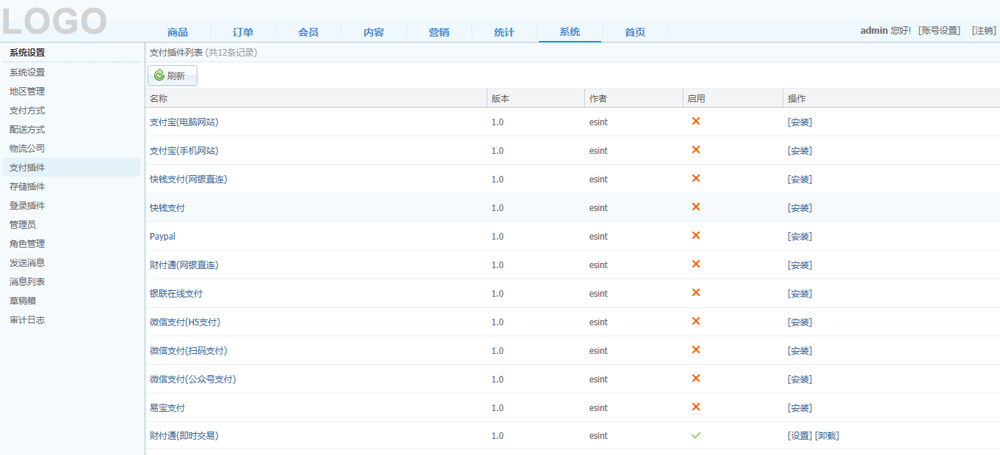 LOGO
商品 订单 会员 内容 营销 统计 系统 首页 admin 您好! [账号设置] [注销]
系统设置
系统设置
地区管理
支付方式
配送方式
物流公司
支付插件
存储插件
登录插件
管理员
角色管理
发送消息
消息列表
草稿箱
审计日志
支付插件列表 (共12条记录)
刷新
名称 版本 作者 启用 操作
支付宝(电脑网站) 1.0 esint [安装]
支付宝(手机网站) 1.0 esint [安装]
快钱支付(网银直连) 1.0 esint [安装]
快钱支付 1.0 esint [安装]
Paypal 1.0 esint [安装]
财付通(网银直连) 1.0 esint [安装]
银联在线支付 1.0 esint [安装]
微信支付(H5支付) 1.0 esint [安装]
微信支付(扫码支付) 1.0 esint [安装]
微信支付(公众号支付) 1.0 esint [安装]
易宝支付 1.0 esint [安装]
财付通(即时交易) 1.0 esint [设置] [卸载]